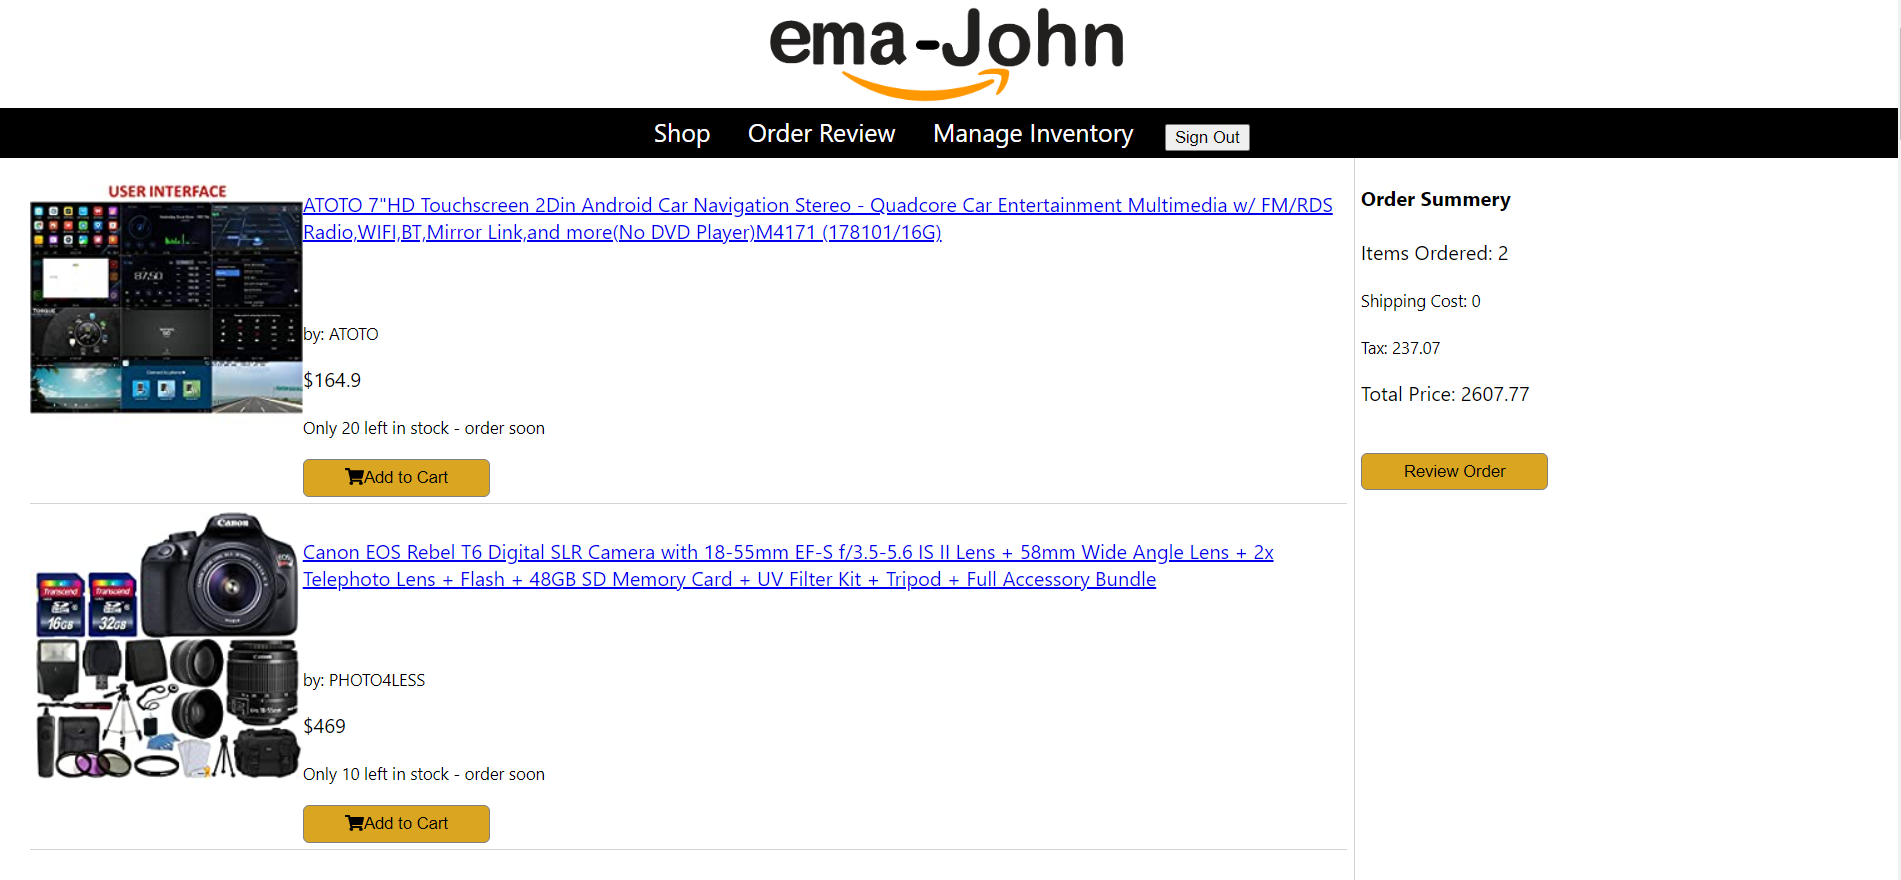 ema-John
Shop Order Review Manage Inventory Sign Out
USER INTERFACE
ATOTO 7"HD Touchscreen 2Din Android Car Navigation Stereo - Quadcore Car Entertainment Multimedia w/ FM/RDS
Radio,WIFI,BT,Mirror Link,and more(No DVD Player)M4171 (178101/16G)
87.50
TORQUE
by: ATOTO
$164.9
Only 20 left in stock - order soon
Add to Cart
Canon
Transcend
16GB
Transcend
32GB
Canon EOS Rebel T6 Digital SLR Camera with 18-55mm EF-S f/3.5-5.6 IS II Lens + 58mm Wide Angle Lens + 2x
Telephoto Lens + Flash + 48GB SD Memory Card + UV Filter Kit + Tripod + Full Accessory Bundle
by: PHOTO4LESS
$469
Only 10 left in stock - order soon
Add to Cart
Order Summery
Items Ordered: 2
Shipping Cost: 0
Tax: 237.07
Total Price: 2607.77
Review Order